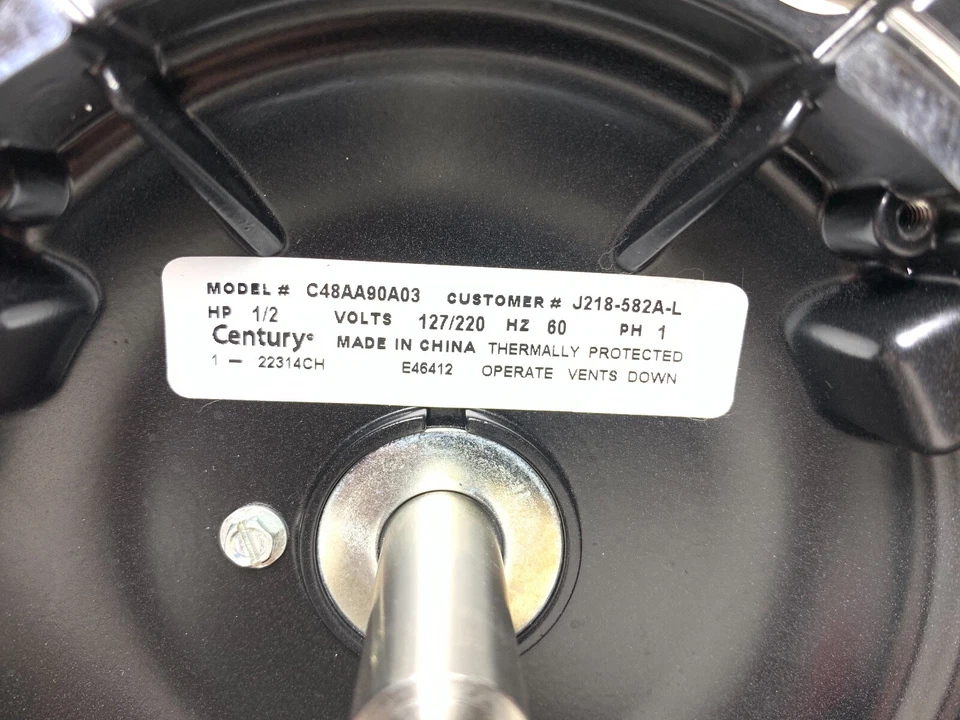 MODEL # C48AA90A03 CUSTOMER # J218-582A-L
HP 1/2 VOLTS 127/220 HZ 60 PH 1
Century® MADE IN CHINA THERMALLY PROTECTED
1 — 22314CH E46412 OPERATE VENTS DOWN